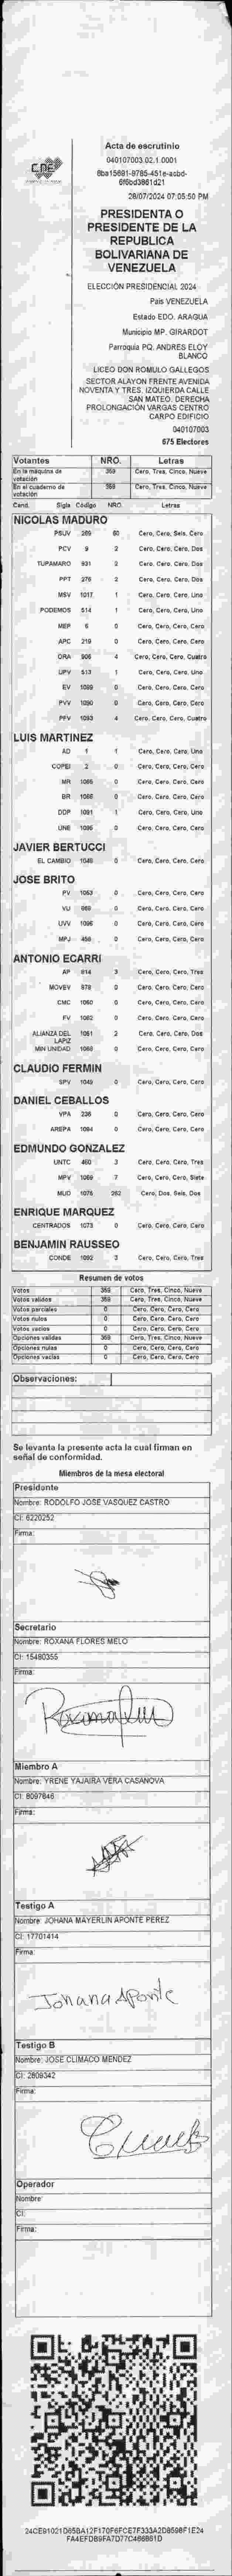 CNE
Acta de escrutinio
040107003.02.1.0001
8ba15691-9785-451e-acbd-
6f6bd3861d21
28/07/2024 07:05:50 PM
PRESIDENTA O
PRESIDENTE DE LA
REPUBLICA
BOLIVARIANA DE
VENEZUELA
ELECCIÓN PRESIDENCIAL 2024
País VENEZUELA
Estado EDO. ARAGUA
Municipio MP. GIRARDOT
Parroquia PQ. ANDRES ELOY
BLANCO
LICEO DON ROMULO GALLEGOS
SECTOR ALAYON FRENTE AVENIDA
NOVENTA Y TRES. IZQUIERDA CALLE
SAN MATEO. DERECHA
PROLONGACIÓN VARGAS CENTRO
CARPO EDIFICIO
040107003
675 Electores
Votantes NRO. Letras
En la máquina de votación 359 Cero, Tres, Cinco, Nueve
En el cuaderno de votación 359 Cero, Tres, Cinco, Nueve
Cand. Sigla Código NRO. Letras
NICOLAS MADURO
PSUV 269 60 Cero, Cero, Seis, Cero
PCV 9 2 Cero, Cero, Cero, Dos
TUPAMARO 931 2 Cero, Cero, Cero, Dos
PPT 276 2 Cero, Cero, Cero, Dos
MSV 1017 1 Cero, Cero, Cero, Uno
PODEMOS 514 1 Cero, Cero, Cero, Uno
MEP 6 0 Cero, Cero, Cero, Cero
APC 219 0 Cero, Cero, Cero, Cero
ORA 906 4 Cero, Cero, Cero, Cuatro
UPV 513 1 Cero, Cero, Cero, Uno
EV 1089 0 Cero, Cero, Cero, Cero
PVV 1090 0 Cero, Cero, Cero, Cero
PFV 1093 4 Cero, Cero, Cero, Cuatro
LUIS MARTINEZ
AD 1 1 Cero, Cero, Cero, Uno
COPEI 2 0 Cero, Cero, Cero, Cero
MR 0 Cero, Cero, Cero, Cero
BR 0 Cero, Cero, Cero, Cero
DDP 1091 1 Cero, Cero, Cero, Uno
UNE 0 Cero, Cero, Cero, Cero
JAVIER BERTUCCI
EL CAMBIO 1048 0 Cero, Cero, Cero, Cero
JOSE BRITO
PV 1053 0 Cero, Cero, Cero, Cero
VU 869 0 Cero, Cero, Cero, Cero
UVV 0 Cero, Cero, Cero, Cero
MPJ 458 0 Cero, Cero, Cero, Cero
ANTONIO ECARRI
AP 814 3 Cero, Cero, Cero, Tres
MOVEV 878 0 Cero, Cero, Cero, Cero
CMC 1060 0 Cero, Cero, Cero, Cero
FV 1082 0 Cero, Cero, Cero, Cero
ALIANZA DEL LAPIZ 1051 2 Cero, Cero, Cero, Dos
MIN UNIDAD 1068 0 Cero, Cero, Cero, Cero
CLAUDIO FERMIN
SPV 1049 0 Cero, Cero, Cero, Cero
DANIEL CEBALLOS
VPA 236 0 Cero, Cero, Cero, Cero
AREPA 1094 0 Cero, Cero, Cero, Cero
EDMUNDO GONZALEZ
UNTC 460 3 Cero, Cero, Cero, Tres
MPV 1069 7 Cero, Cero, Cero, Siete
MUD 1075 262 Cero, Dos, Seis, Dos
ENRIQUE MARQUEZ
CENTRADOS 1073 0 Cero, Cero, Cero, Cero
BENJAMIN RAUSSEO
CONDE 1092 3 Cero, Cero, Cero, Tres
Resumen de votos
Votos 359 Cero, Tres, Cinco, Nueve
Votos válidos 359 Cero, Tres, Cinco, Nueve
Votos parciales 0 Cero, Cero, Cero, Cero
Votos nulos 0 Cero, Cero, Cero, Cero
Votos vacíos 0 Cero, Cero, Cero, Cero
Opciones válidas 359 Cero, Tres, Cinco, Nueve
Opciones nulas 0 Cero, Cero, Cero, Cero
Opciones vacías 0 Cero, Cero, Cero, Cero
Observaciones:
Se levanta la presente acta la cual firman en
señal de conformidad.
Miembros de la mesa electoral
Presidente
Nombre: RODOLFO JOSE VASQUEZ CASTRO
CI: 6220252
Firma:
Secretario
Nombre: ROXANA FLORES MELO
CI: 15480355
Firma:
Miembro A
Nombre: YRENE YAJAIRA VERA CASANOVA
CI: 8097846
Firma:
Testigo A
Nombre: JOHANA MAYERLIN APONTE PEREZ
CI: 17701414
Firma:
Johana Aponte
Testigo B
Nombre: JOSE CLIMACO MENDEZ
CI: 2809342
Firma:
Operador
Nombre:
CI:
Firma:
24CE91021D65BA12F170F6FCE7F333A2D8598F1E24
FA4EFDB9FA7D77C466B61D